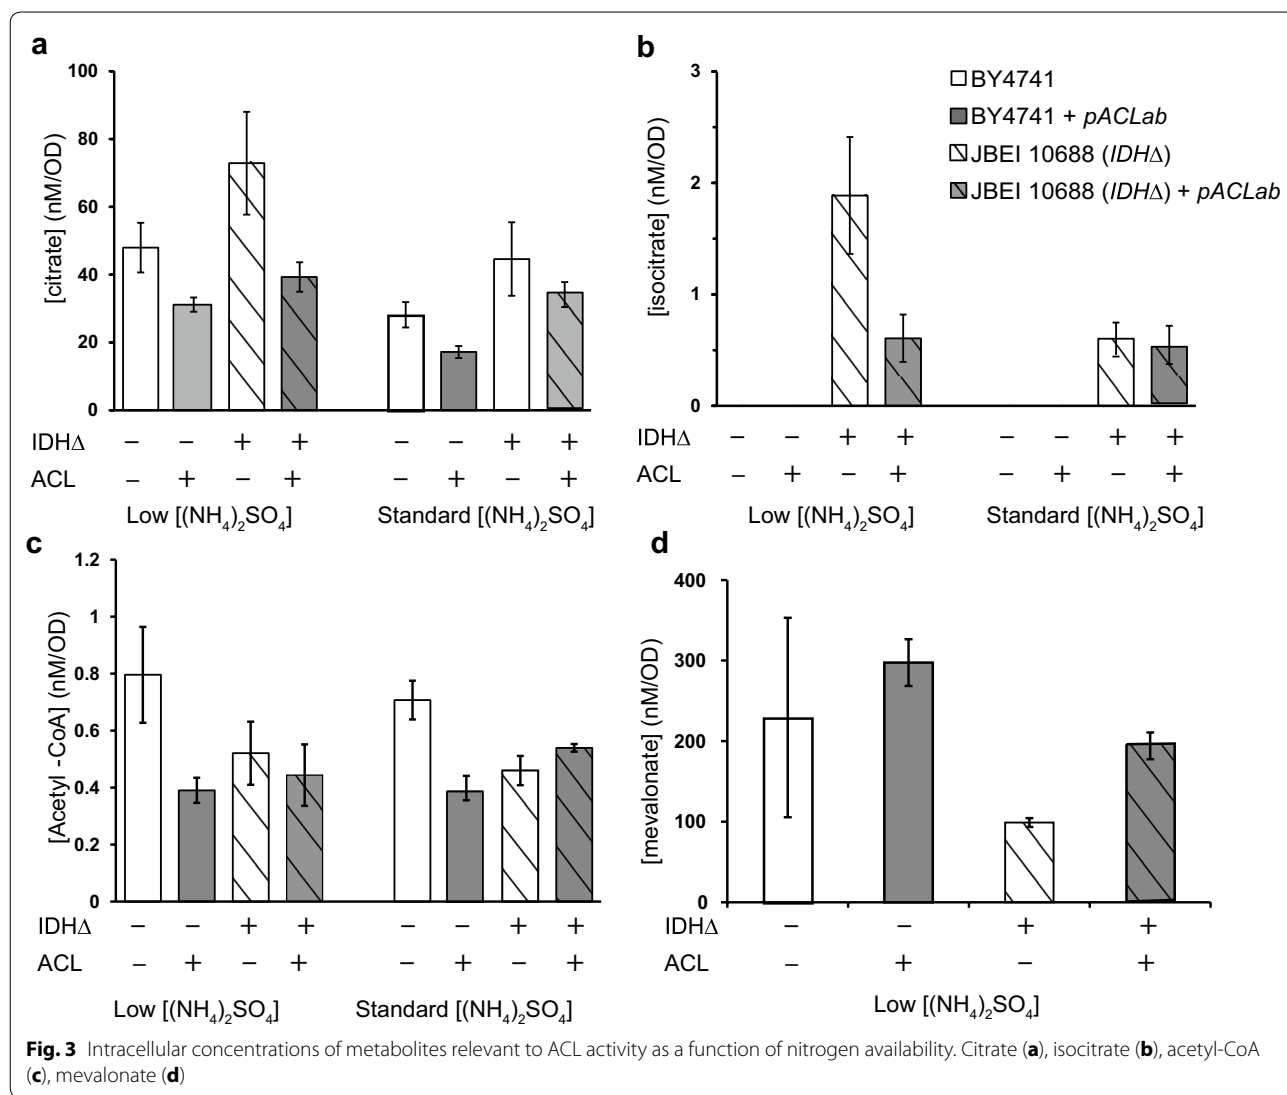 a
[citrate] (nM/OD)
100
80
60
40
20
0
IDHΔ – – + + – – + +
ACL – + – + – + – +
Low [(NH4)2SO4] Standard [(NH4)2SO4]
b
[isocitrate] (nM/OD)
3
2
1
0
BY4741
BY4741 + pACLab
JBEI 10688 (IDHΔ)
JBEI 10688 (IDHΔ) + pACLab
IDHΔ – – + + – – + +
ACL – + – + – + – +
Low [(NH4)2SO4] Standard [(NH4)2SO4]
c
[Acetyl -CoA] (nM/OD)
1.2
1
0.8
0.6
0.4
0.2
0
IDHΔ – – + + – – + +
ACL – + – + – + – +
Low [(NH4)2SO4] Standard [(NH4)2SO4]
d
[mevalonate] (nM/OD)
400
300
200
100
0
IDHΔ – – + +
ACL – + – +
Low [(NH4)2SO4]
Fig. 3 Intracellular concentrations of metabolites relevant to ACL activity as a function of nitrogen availability. Citrate (a), isocitrate (b), acetyl-CoA
(c), mevalonate (d)